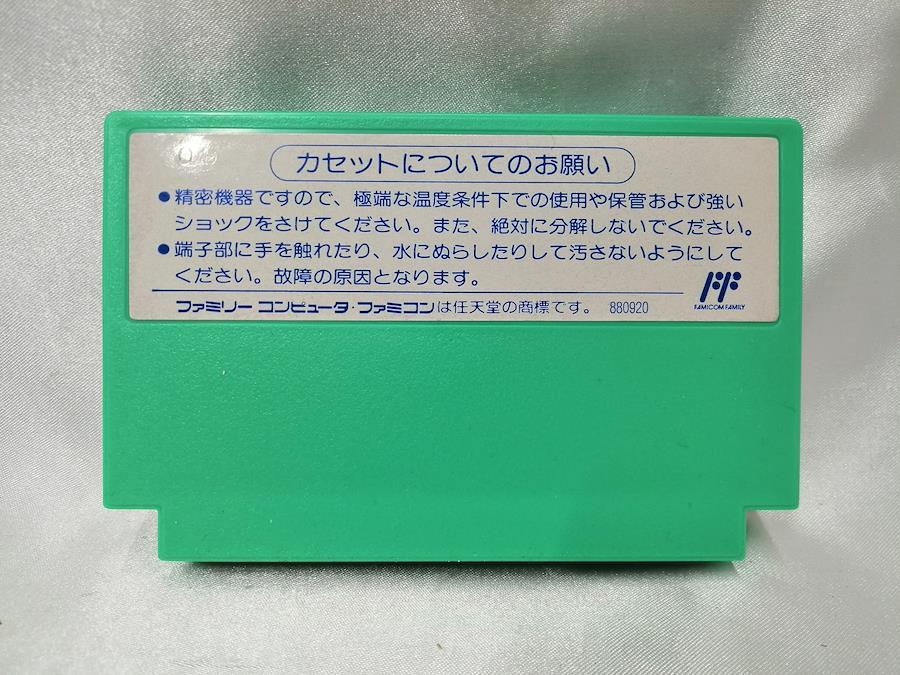 カセットについてのお願い
●精密機器ですので、極端な温度条件下での使用や保管および強い
ショックをさけてください。また、絶対に分解しないでください。
●端子部に手を触れたり、水にぬらしたりして汚さないようにして
ください。故障の原因となります。
FAMICOM FAMILY
ファミリー コンピュータ・ファミコンは任天堂の商標です。 880920